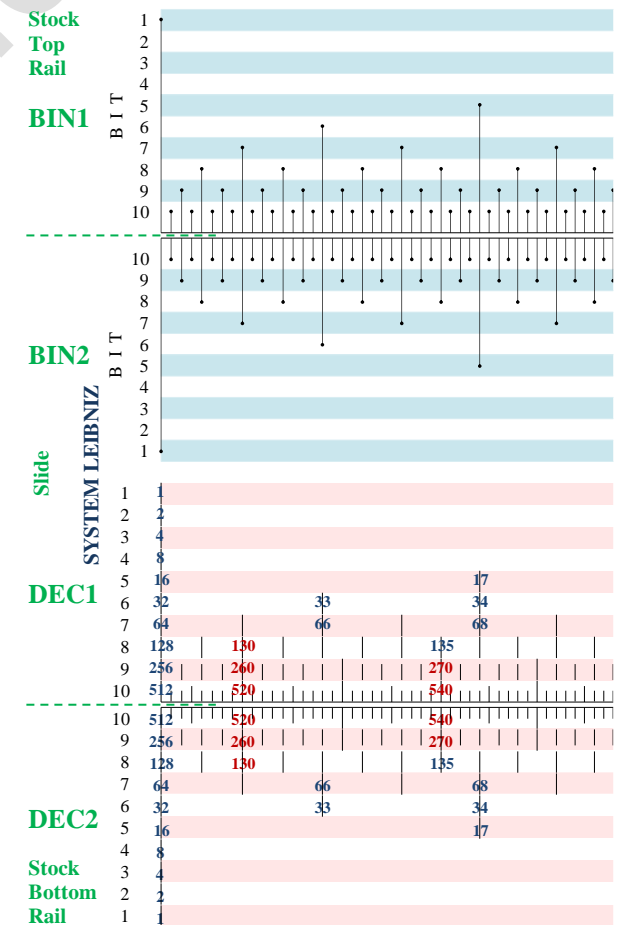 Stock
Top
Rail
BIN1
B I T
1
2
3
4
5
6
7
8
9
10
BIN2
B I T
10
9
8
7
6
5
4
3
2
1
Slide
SYSTEM LEIBNIZ
DEC1
1 1
2 2
3 4
4 8
5 16 17
6 32 33 34
7 64 66 68
8 128 130 135
9 256 260 270
10 512 520 540
10 512 520 540
9 256 260 270
8 128 130 135
7 64 66 68
6 32 33 34
DEC2
5 16 17
4 8
3 4
2 2
1 1
Stock
Bottom
Rail